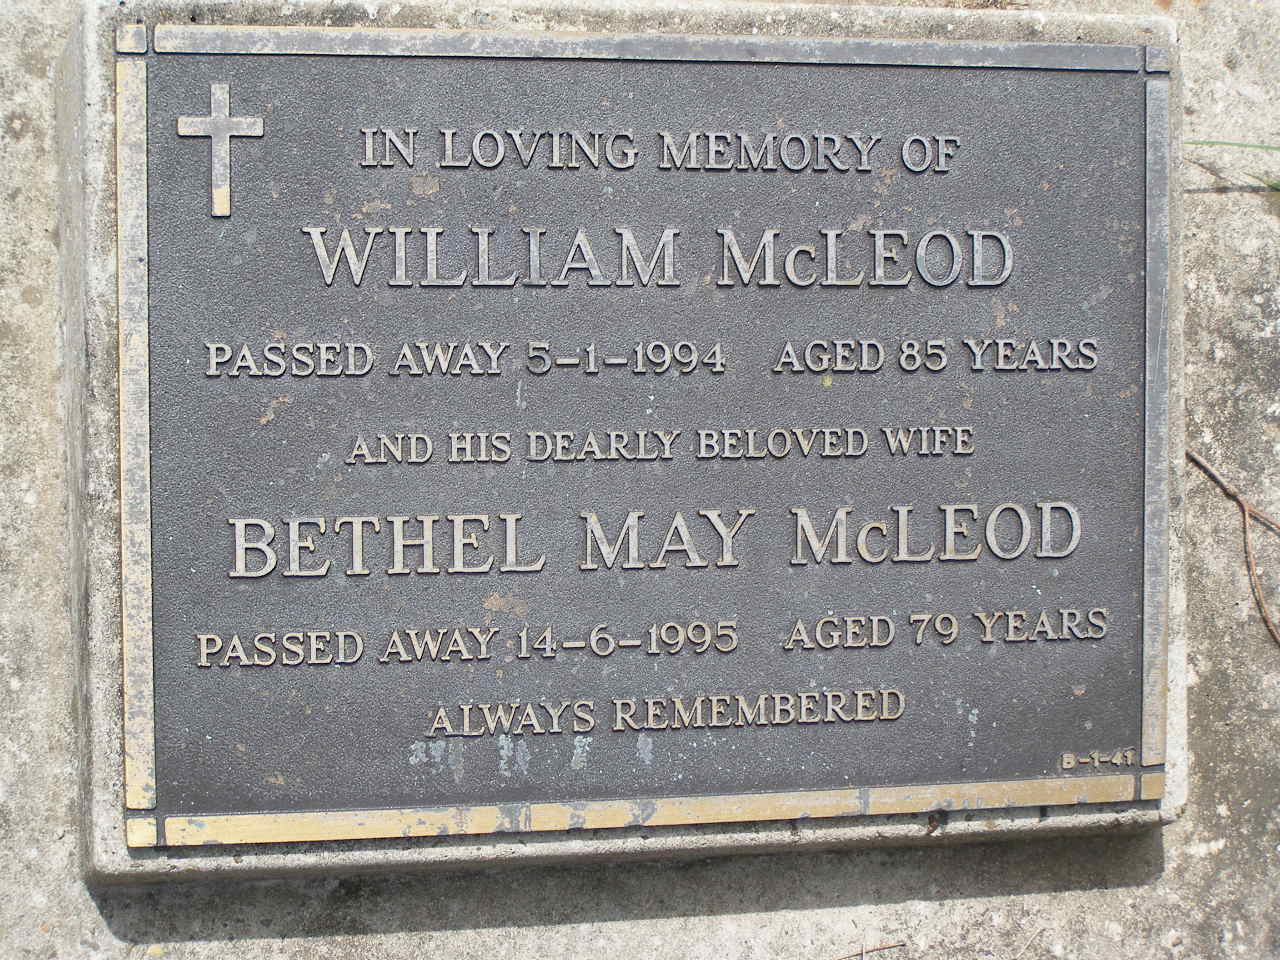 IN LOVING MEMORY OF
WILLIAM McLEOD
PASSED AWAY 5-1-1994 AGED 85 YEARS
AND HIS DEARLY BELOVED WIFE
BETHEL MAY McLEOD
PASSED AWAY 14-6-1995 AGED 79 YEARS
ALWAYS REMEMBERED
B-1-41